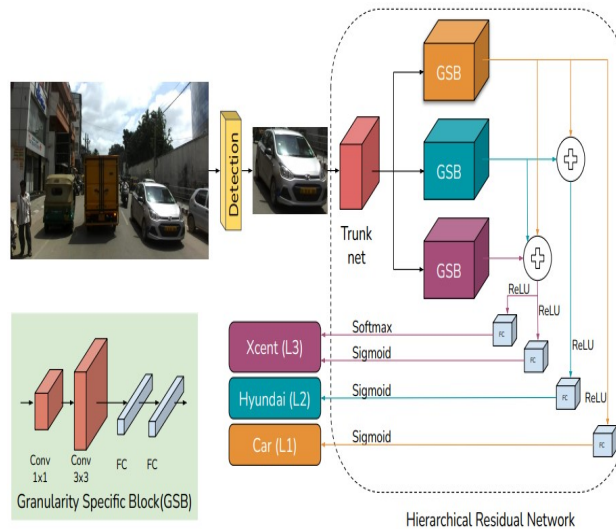 GSB
Detection
GSB
Trunk
net
GSB
ReLU
Softmax
FC
ReLU
ReLU
Xcent (L3)
Sigmoid
FC
Hyundai (L2)
Sigmoid
FC
ReLU
Car (L1)
Sigmoid
FC
Conv
1x1
Conv
3x3
FC
FC
Granularity Specific Block(GSB)
Hierarchical Residual Network